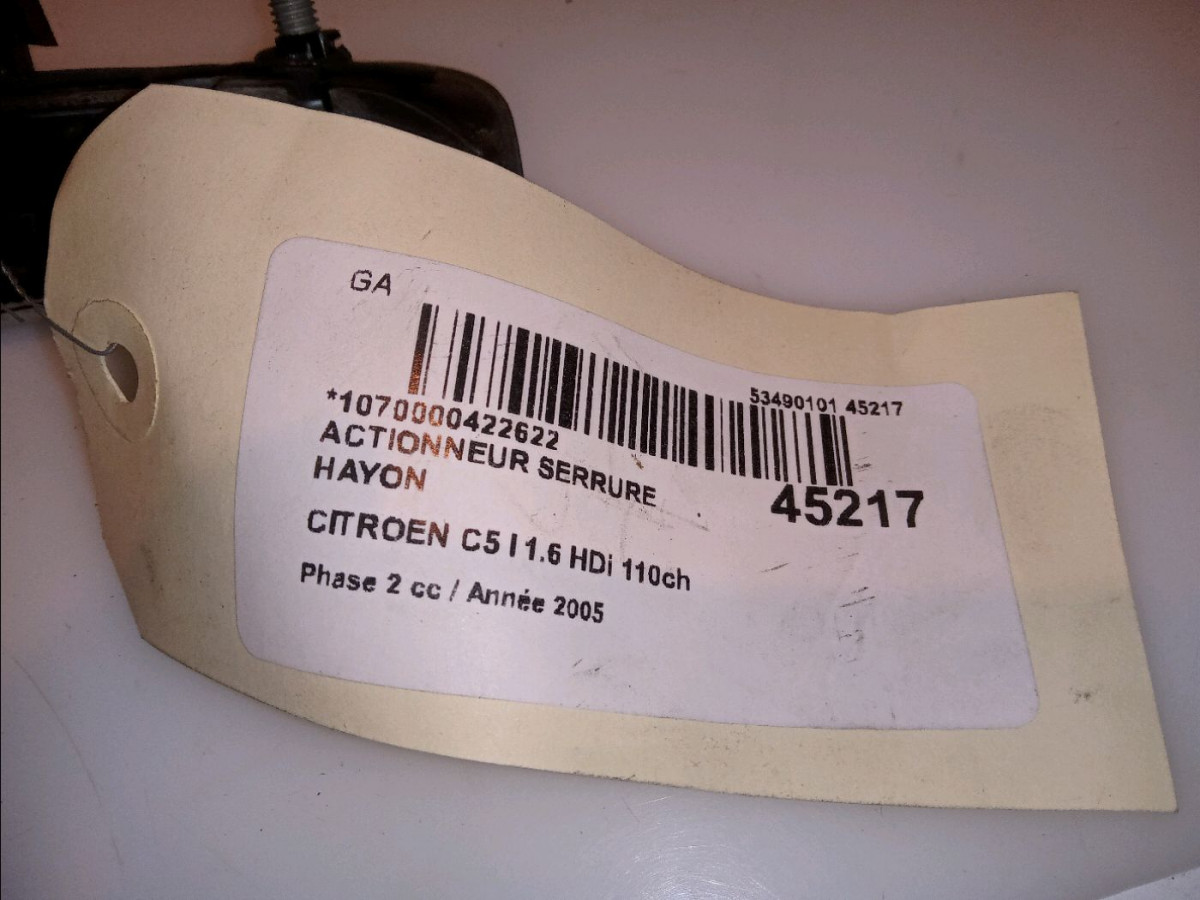 GA
53490101 45217
*1070000422622
ACTIONNEUR SERRURE
HAYON
45217
CITROEN C5 I 1.6 HDi 110ch
Phase 2 cc / Année 2005